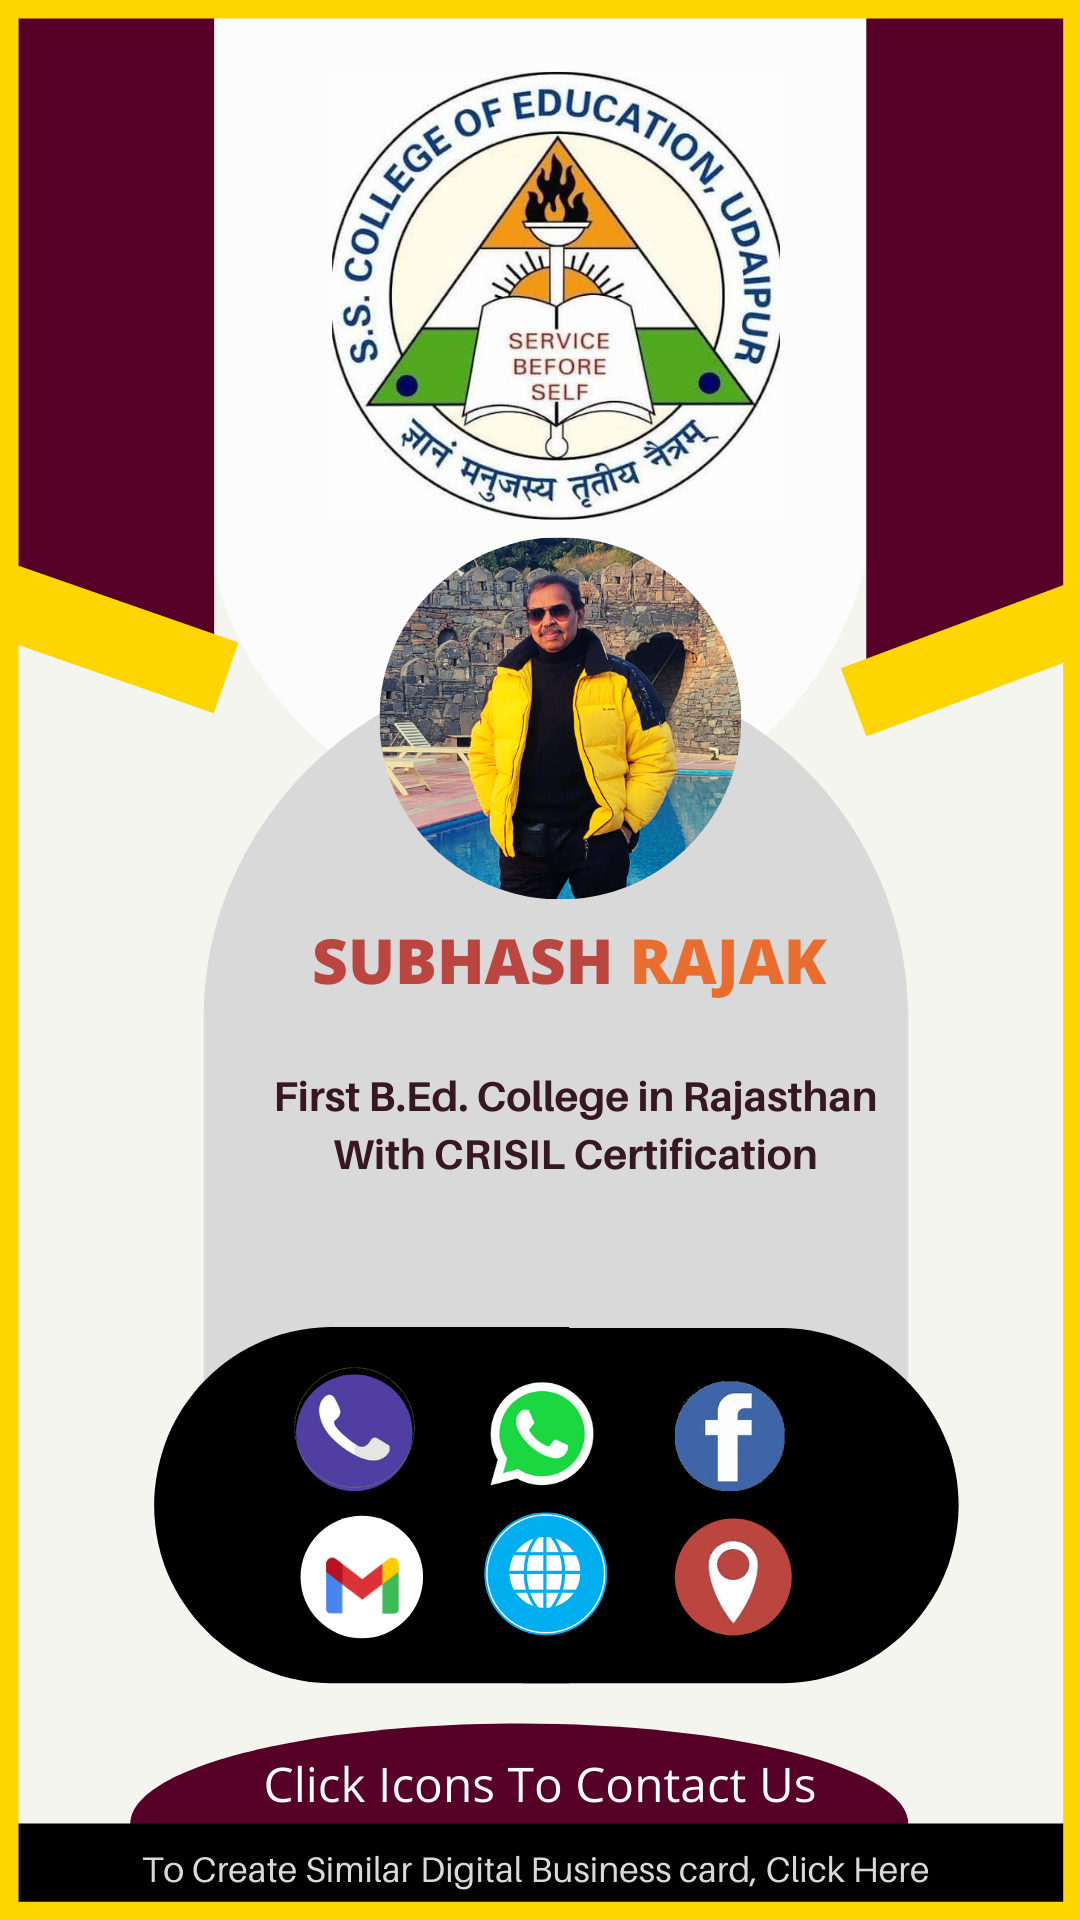 S.S. COLLEGE OF EDUCATION, UDAIPUR
SERVICE
BEFORE
SELF
ज्ञानं मनुजस्य तृतीय नैत्रम्
SUBHASH RAJAK
First B.Ed. College in Rajasthan
With CRISIL Certification
Click Icons To Contact Us
To Create Similar Digital Business card, Click Here